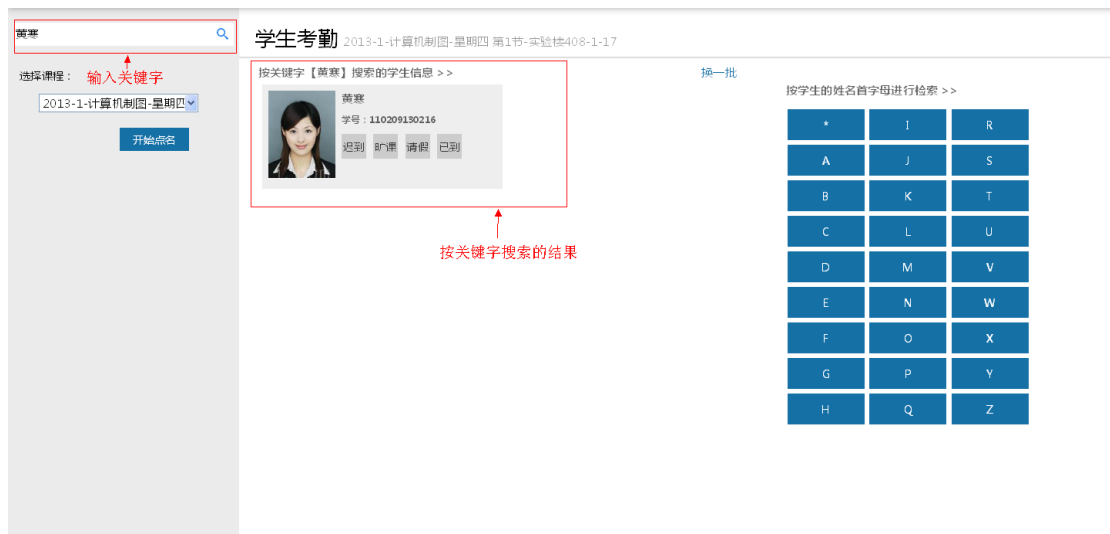 黄寒
输入关键字
选择课程：
2013-1-计算机制图-星期四
开始点名
学生考勤 2013-1-计算机制图-星期四 第1节-实验楼408-1-17
按关键字【黄寒】搜索的学生信息 >>
换一批
黄寒
学号：110209130216
迟到 旷课 请假 已到
按关键字搜索的结果
按学生的姓名首字母进行检索 >>
* I R
A J S
B K T
C L U
D M V
E N W
F O X
G P Y
H Q Z